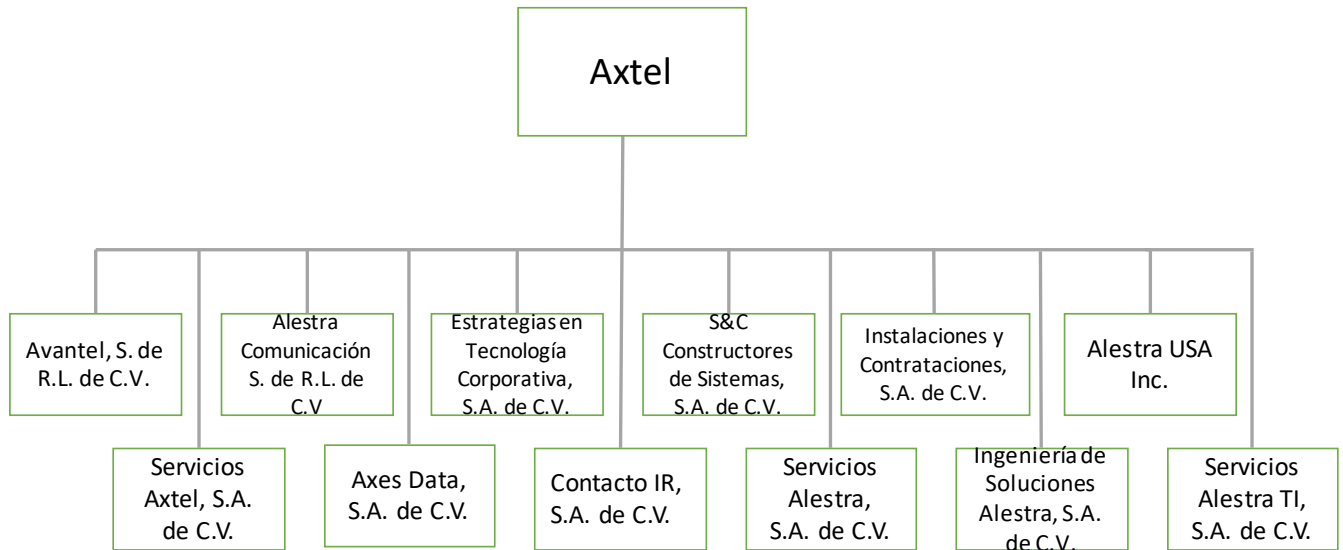 Axtel
Avantel, S. de
R.L. de C.V.
Alestra
Comunicación
S. de R.L. de
C.V
Estrategias en
Tecnología
Corporativa,
S.A. de C.V.
S&C
Constructores
de Sistemas,
S.A. de C.V.
Instalaciones y
Contrataciones,
S.A. de C.V.
Alestra USA
Inc.
Servicios
Axtel, S.A.
de C.V.
Axes Data,
S.A. de C.V.
Contacto IR,
S.A. de C.V.
Servicios
Alestra,
S.A. de C.V.
Ingeniería de
Soluciones
Alestra, S.A.
de C.V.
Servicios
Alestra TI,
S.A. de C.V.